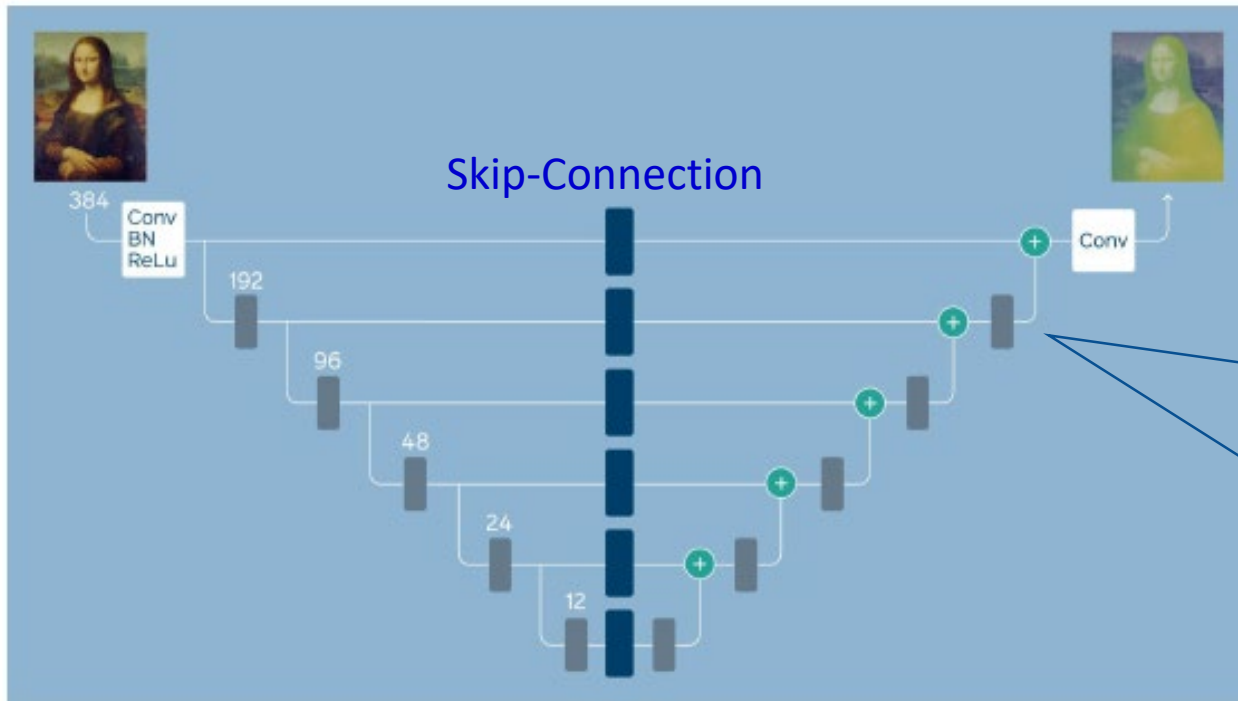 Skip-Connection
384
Conv
BN
ReLu
+
Conv
192
+
96
+
48
+
24
+
12